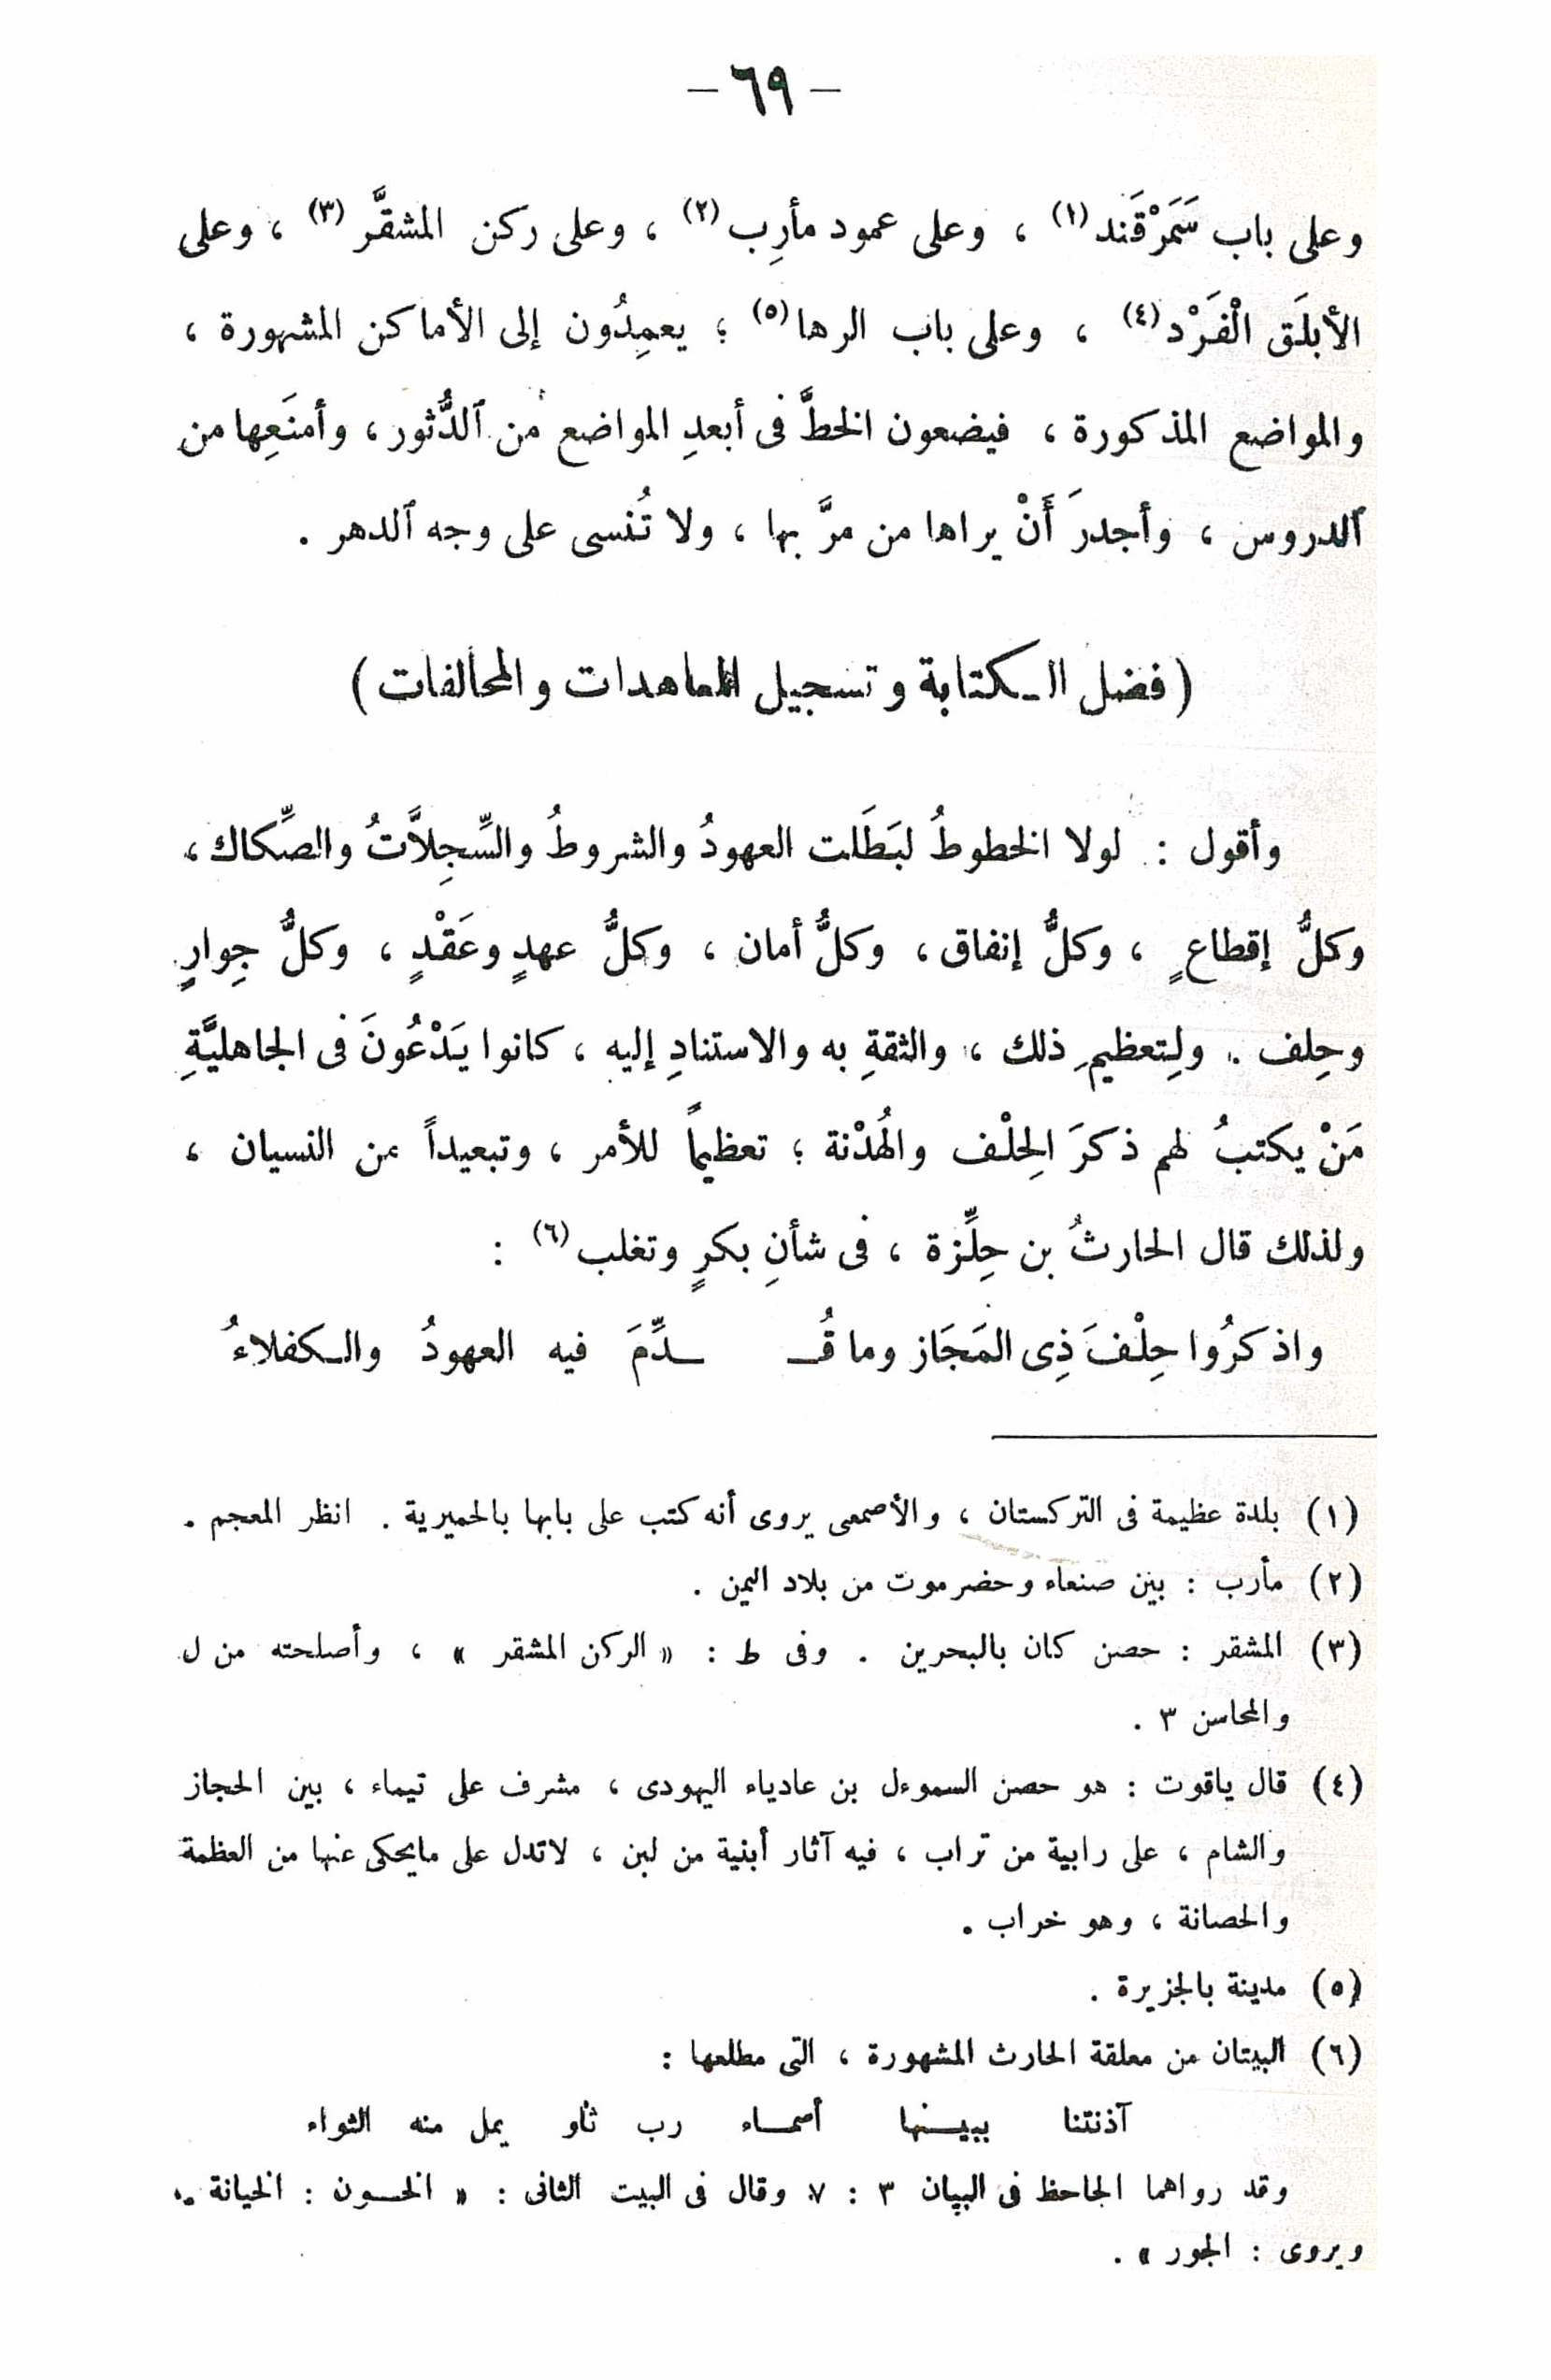 — ٦٩ —
وعلى باب سَمَرْقَند(١) ، وعلى عمود مأرِب(٢) ، وعلى ركن المشقَّر(٣) ، وعلى
الأبلَق الْفَرْد(٤) ، وعلى باب الرها(٥) ؛ يعمِدُون إلى الأماكن المشهورة ،
والمواضع المذكورة ، فيضعون الخطَّ فى أبعدِ المواضع من ٱلدُّثور ، وأمنَعِها من
ٱلدروس ، وأجدرَ أَنْ يراها من مرَّ بها ، ولا تُنسى على وجه ٱلدهر .
(فضل الكتابة وتسجيل المعاهدات والمحالفات)
وأقول : لولا الخطوطُ لبَطَلت العهودُ والشروطُ والسِّجِلاَّتُ والصِّكاك ،
وكلُّ إقطاعٍ ، وكلُّ إنفاق ، وكلُّ أمان ، وكلُّ عهدٍ وعَقْدٍ ، وكلُّ جِوارٍ
وحِلف . ولِتعظيمِ ذلك ، والثقةِ به والاستنادِ إليه ، كانوا يَدْعُونَ فى الجاهليَّةِ
مَنْ يكتبُ لهم ذكرَ الحِلْف والهُدْنة ؛ تعظيماً للأمر ، وتبعيداً من النسيان ،
ولذلك قال الحارثُ بن حِلِّزة ، فى شأنِ بكرٍ وتغلب(٦) :
واذكرُوا حِلْفَ ذِى المَجَاز وما قُـ ـدِّمَ فيه العهودُ والكفلاءُ
(١) بلدة عظيمة فى التركستان ، والأصمعى يروى أنه كتب على بابها بالحميرية . انظر المعجم .
(٢) مأرب : بين صنعاء وحضرموت من بلاد اليمن .
(٣) المشقر : حصن كان بالبحرين . وفى ط : « الركن المشقر » ، وأصلحته من ل
والمحاسن ٣ .
(٤) قال ياقوت : هو حصن السموءل بن عادياء اليهودى ، مشرف على تيماء ، بين الحجاز
والشام ، على رابية من تراب ، فيه آثار أبنية من لبن ، لاتدل على مايحكى عنها من العظمة
والحصانة ، وهو خراب .
(٥) مدينة بالجزيرة .
(٦) البيتان من معلقة الحارث المشهورة ، التى مطلعها :
آذنتنا ببينها أسماء رب ثاو يمل منه الثواء
وقد رواهما الجاحظ فى البيان ٣ : ٧ وقال فى البيت الثانى : « الخون : الخيانة .
ويروى : الجور » .